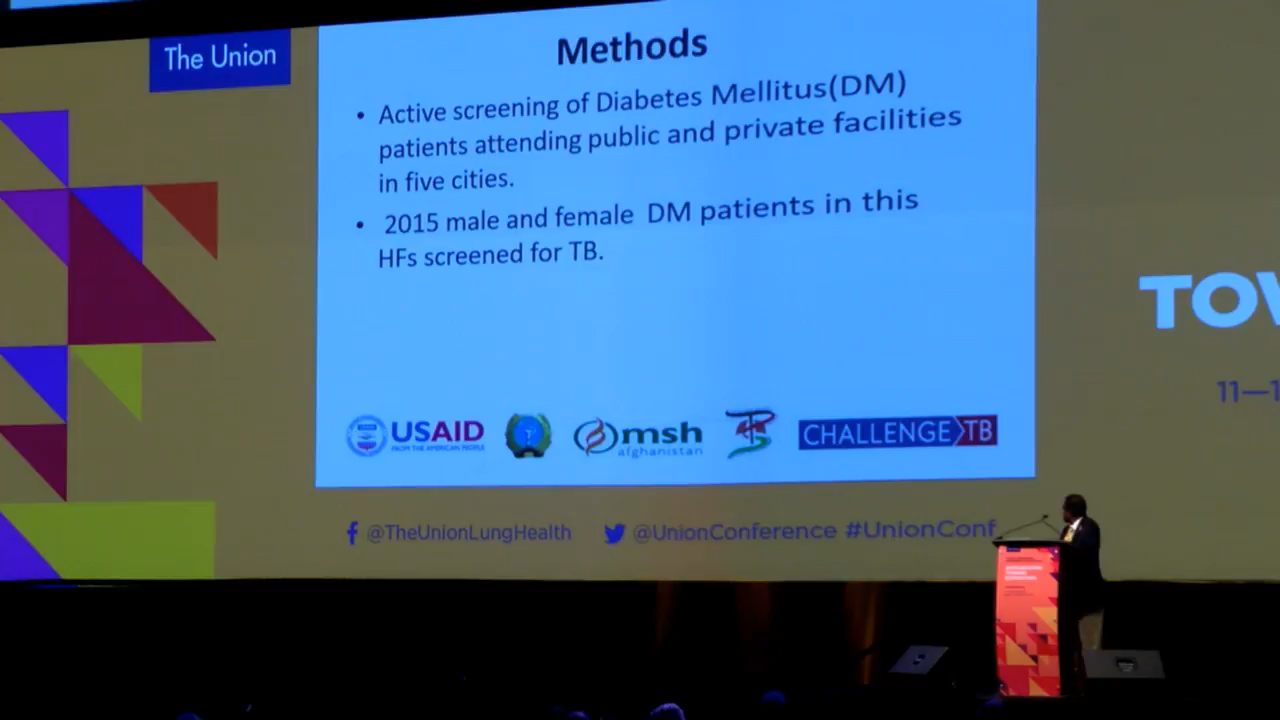 The Union
Methods
• Active screening of Diabetes Mellitus(DM)
patients attending public and private facilities
in five cities.
• 2015 male and female DM patients in this
HFs screened for TB.
USAID
FROM THE AMERICAN PEOPLE
msh
afghanistan
CHALLENGE TB
TOW
11—1
@TheUnionLungHealth
@UnionConference #UnionConf